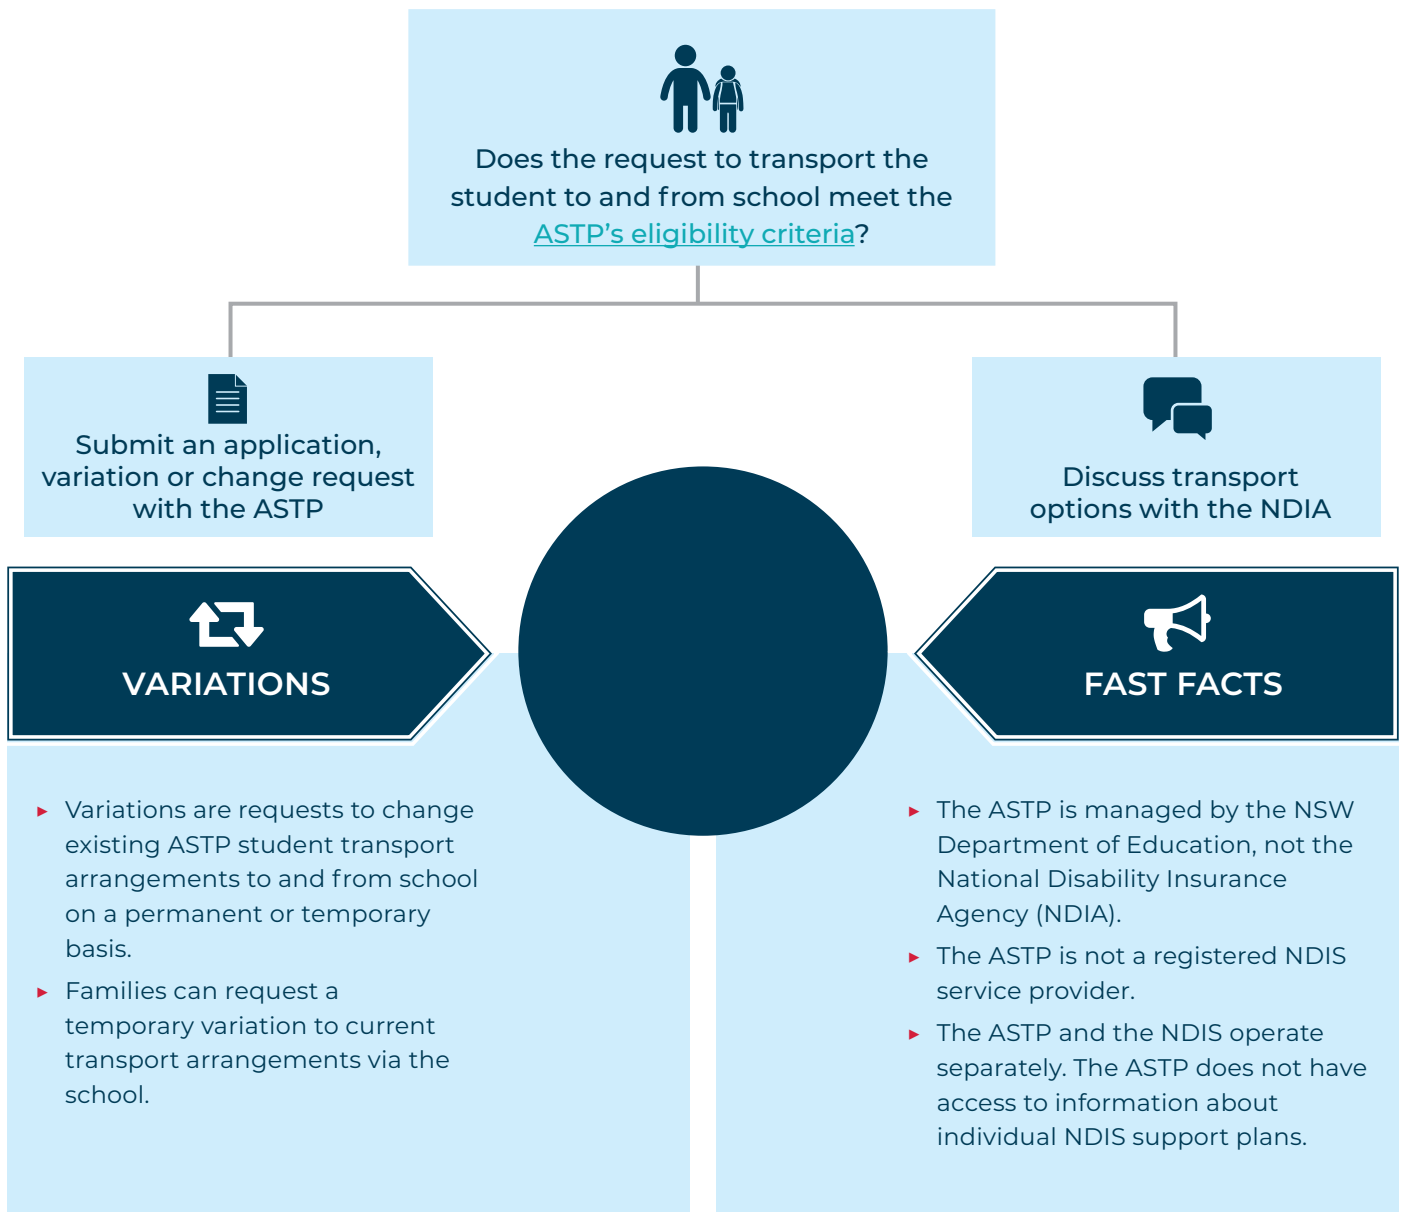 Does the request to transport the
student to and from school meet the
ASTP’s eligibility criteria?
Submit an application,
variation or change request
with the ASTP
Discuss transport
options with the NDIA
VARIATIONS
▸ Variations are requests to change
existing ASTP student transport
arrangements to and from school
on a permanent or temporary
basis.
▸ Families can request a
temporary variation to current
transport arrangements via the
school.
FAST FACTS
▸ The ASTP is managed by the NSW
Department of Education, not the
National Disability Insurance
Agency (NDIA).
▸ The ASTP is not a registered NDIS
service provider.
▸ The ASTP and the NDIS operate
separately. The ASTP does not have
access to information about
individual NDIS support plans.